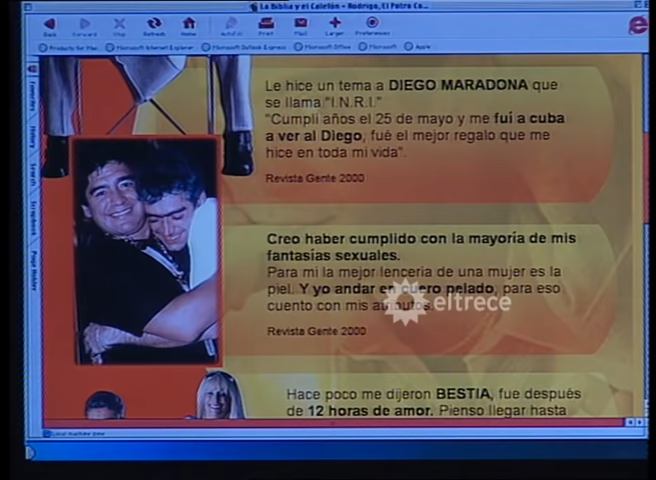 La Biblia y el Calefón - Rodrigo, El Potro Co...
Back Forward Stop Refresh Home AutoFill Print Mail Larger Preferences
Products for Mac Microsoft Internet Explorer Microsoft Outlook Express Microsoft Office Microsoft Apple
Favorites
History
Search
Scrapbook
Page Holder
Le hice un tema a DIEGO MARADONA que
se llama "I.N.R.I."
"Cumplí años el 25 de mayo y me fuí a cuba
a ver al Diego, fué el mejor regalo que me
hice en toda mi vida".
Revista Gente 2000
Creo haber cumplido con la mayoría de mis
fantasías sexuales.
Para mi la mejor lencería de una mujer es la
piel. Y yo andar en cuero pelado, para eso
cuento con mis atributos.
Revista Gente 2000
eltrece
Hace poco me dijeron BESTIA, fue después
de 12 horas de amor. Pienso llegar hasta
Local machine zone